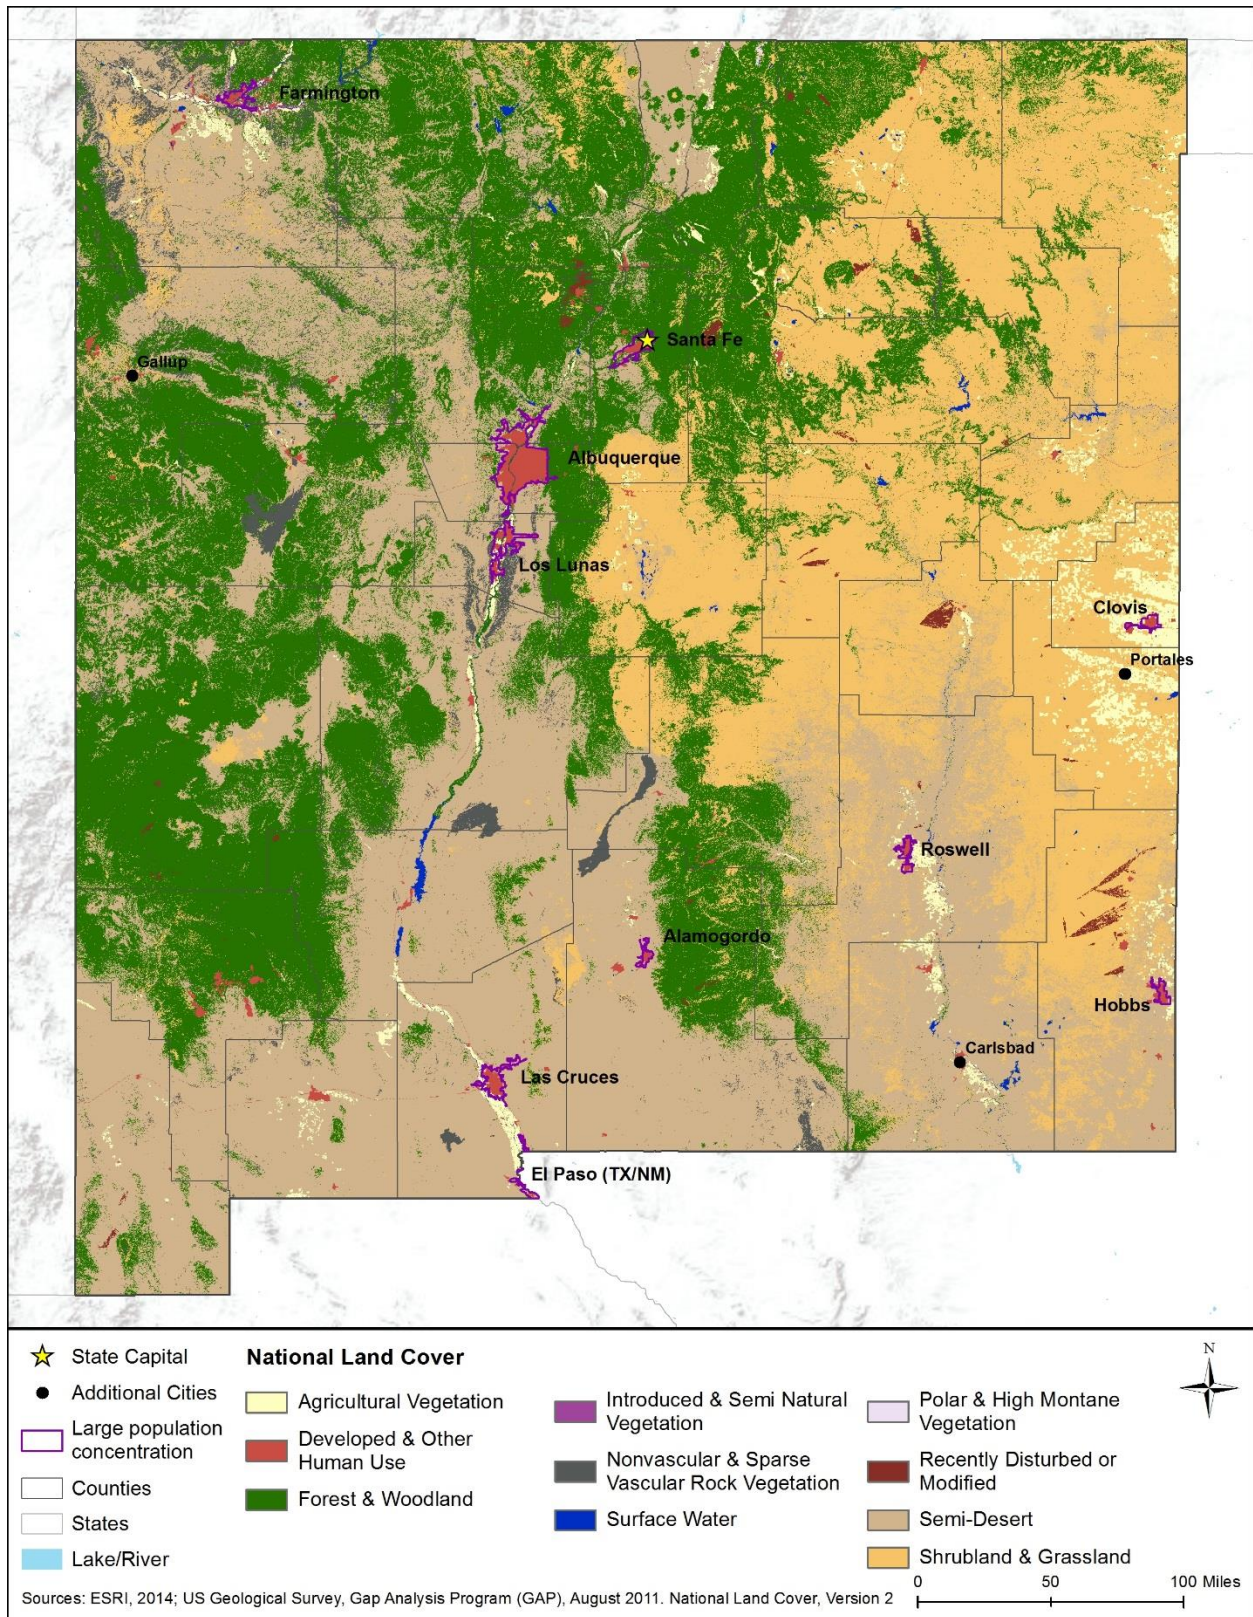 Farmington
Santa Fe
Gallup
Albuquerque
Los Lunas
Clovis
Portales
Roswell
Alamogordo
Hobbs
Carlsbad
Las Cruces
El Paso (TX/NM)
State Capital
Additional Cities
Large population
concentration
Counties
States
Lake/River
National Land Cover
Agricultural Vegetation
Developed & Other
Human Use
Forest & Woodland
Introduced & Semi Natural
Vegetation
Nonvascular & Sparse
Vascular Rock Vegetation
Surface Water
Polar & High Montane
Vegetation
Recently Disturbed or
Modified
Semi-Desert
Shrubland & Grassland
N
0 50 100 Miles
Sources: ESRI, 2014; US Geological Survey, Gap Analysis Program (GAP), August 2011. National Land Cover, Version 2